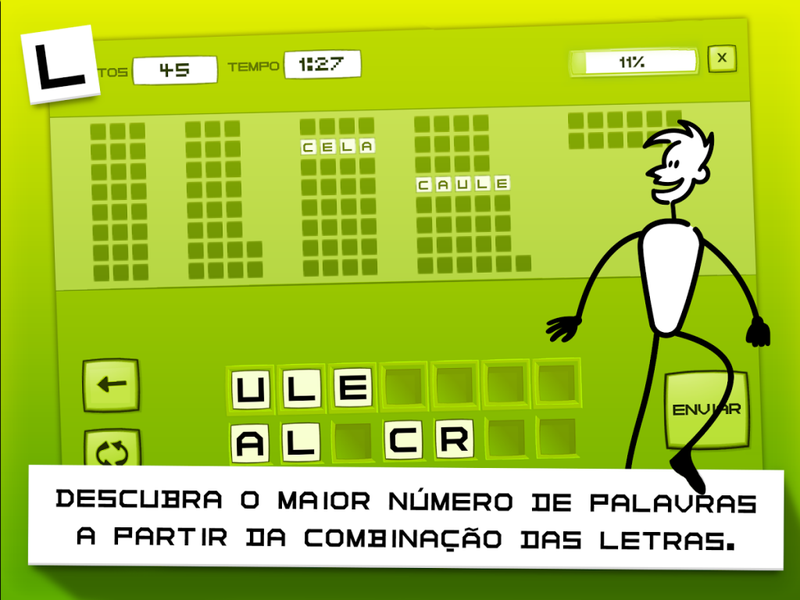 L
TOS 45 TEMPO 1:27 11% X
CELA
CAULE
ULE
AL CR
ENVIAR
DESCUBRA O MAIOR NÚMERO DE PALAVRAS
A PARTIR DA COMBINAÇÃO DAS LETRAS.